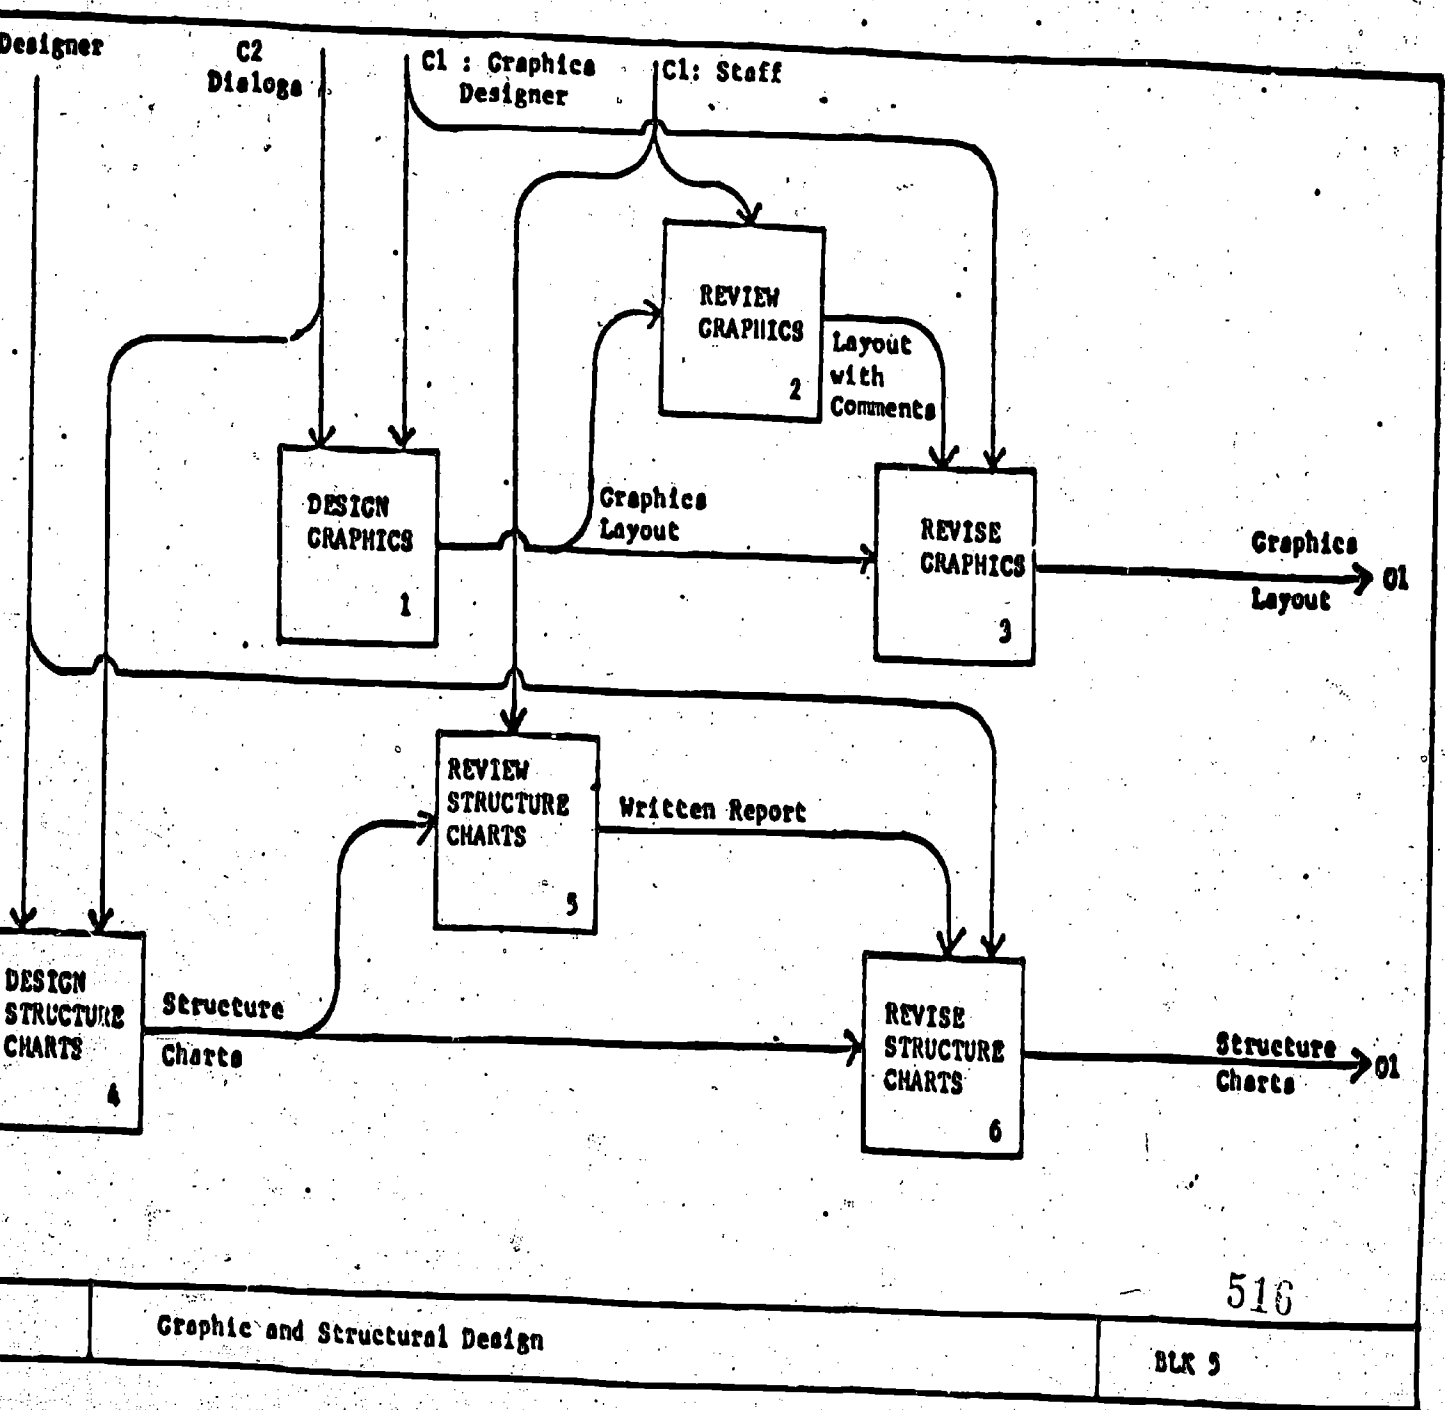 Designer
C2
Dialogs
C1 : Graphics
Designer
C1: Staff
REVIEW
GRAPHICS
2
Layout
with
Comments
DESIGN
GRAPHICS
1
Graphics
Layout
REVISE
GRAPHICS
3
Graphics
Layout
O1
REVIEW
STRUCTURE
CHARTS
5
Written Report
DESIGN
STRUCTURE
CHARTS
4
Structure
Charts
REVISE
STRUCTURE
CHARTS
6
Structure
Charts
O1
516
Graphic and Structural Design
BLK 5